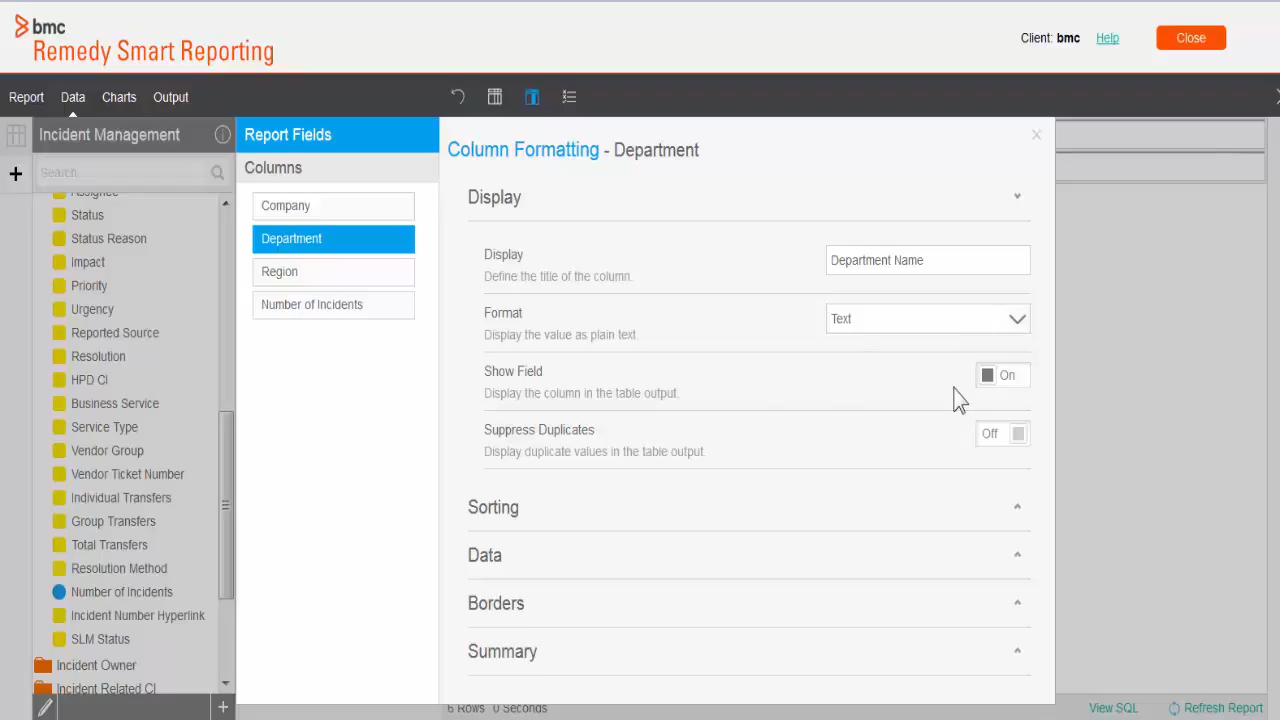 bmc
Remedy Smart Reporting
Client: bmc Help Close
Report Data Charts Output
Incident Management
Search
Assignee
Status
Status Reason
Impact
Priority
Urgency
Reported Source
Resolution
HPD CI
Business Service
Service Type
Vendor Group
Vendor Ticket Number
Individual Transfers
Group Transfers
Total Transfers
Resolution Method
Number of Incidents
Incident Number Hyperlink
SLM Status
Incident Owner
Incident Related CI
Report Fields
Columns
Company
Department
Region
Number of Incidents
Column Formatting - Department
Display
Display
Department Name
Define the title of the column.
Format
Text
Display the value as plain text.
Show Field
On
Display the column in the table output.
Suppress Duplicates
Off
Display duplicate values in the table output.
Sorting
Data
Borders
Summary
6 Rows 0 Seconds
View SQL Refresh Report